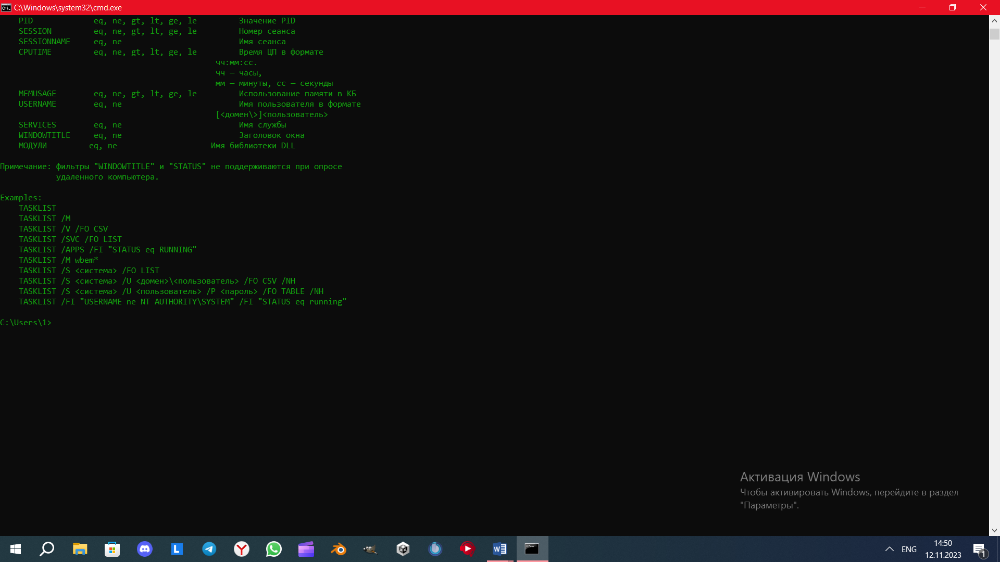 C:\Windows\system32\cmd.exe
PID eq, ne, gt, lt, ge, le Значение PID
SESSION eq, ne, gt, lt, ge, le Номер сеанса
SESSIONNAME eq, ne Имя сеанса
CPUTIME eq, ne, gt, lt, ge, le Время ЦП в формате
чч:мм:сс.
чч — часы,
мм — минуты, сс — секунды
MEMUSAGE eq, ne, gt, lt, ge, le Использование памяти в КБ
USERNAME eq, ne Имя пользователя в формате
[<домен\>]<пользователь>
SERVICES eq, ne Имя службы
WINDOWTITLE eq, ne Заголовок окна
МОДУЛИ eq, ne Имя библиотеки DLL
Примечание: фильтры "WINDOWTITLE" и "STATUS" не поддерживаются при опросе
удаленного компьютера.
Examples:
TASKLIST
TASKLIST /M
TASKLIST /V /FO CSV
TASKLIST /SVC /FO LIST
TASKLIST /APPS /FI "STATUS eq RUNNING"
TASKLIST /M wbem*
TASKLIST /S <система> /FO LIST
TASKLIST /S <система> /U <домен>\<пользователь> /FO CSV /NH
TASKLIST /S <система> /U <пользователь> /P <пароль> /FO TABLE /NH
TASKLIST /FI "USERNAME ne NT AUTHORITY\SYSTEM" /FI "STATUS eq running"
C:\Users\1>
Активация Windows
Чтобы активировать Windows, перейдите в раздел
"Параметры".
ENG
14:50
12.11.2023
1